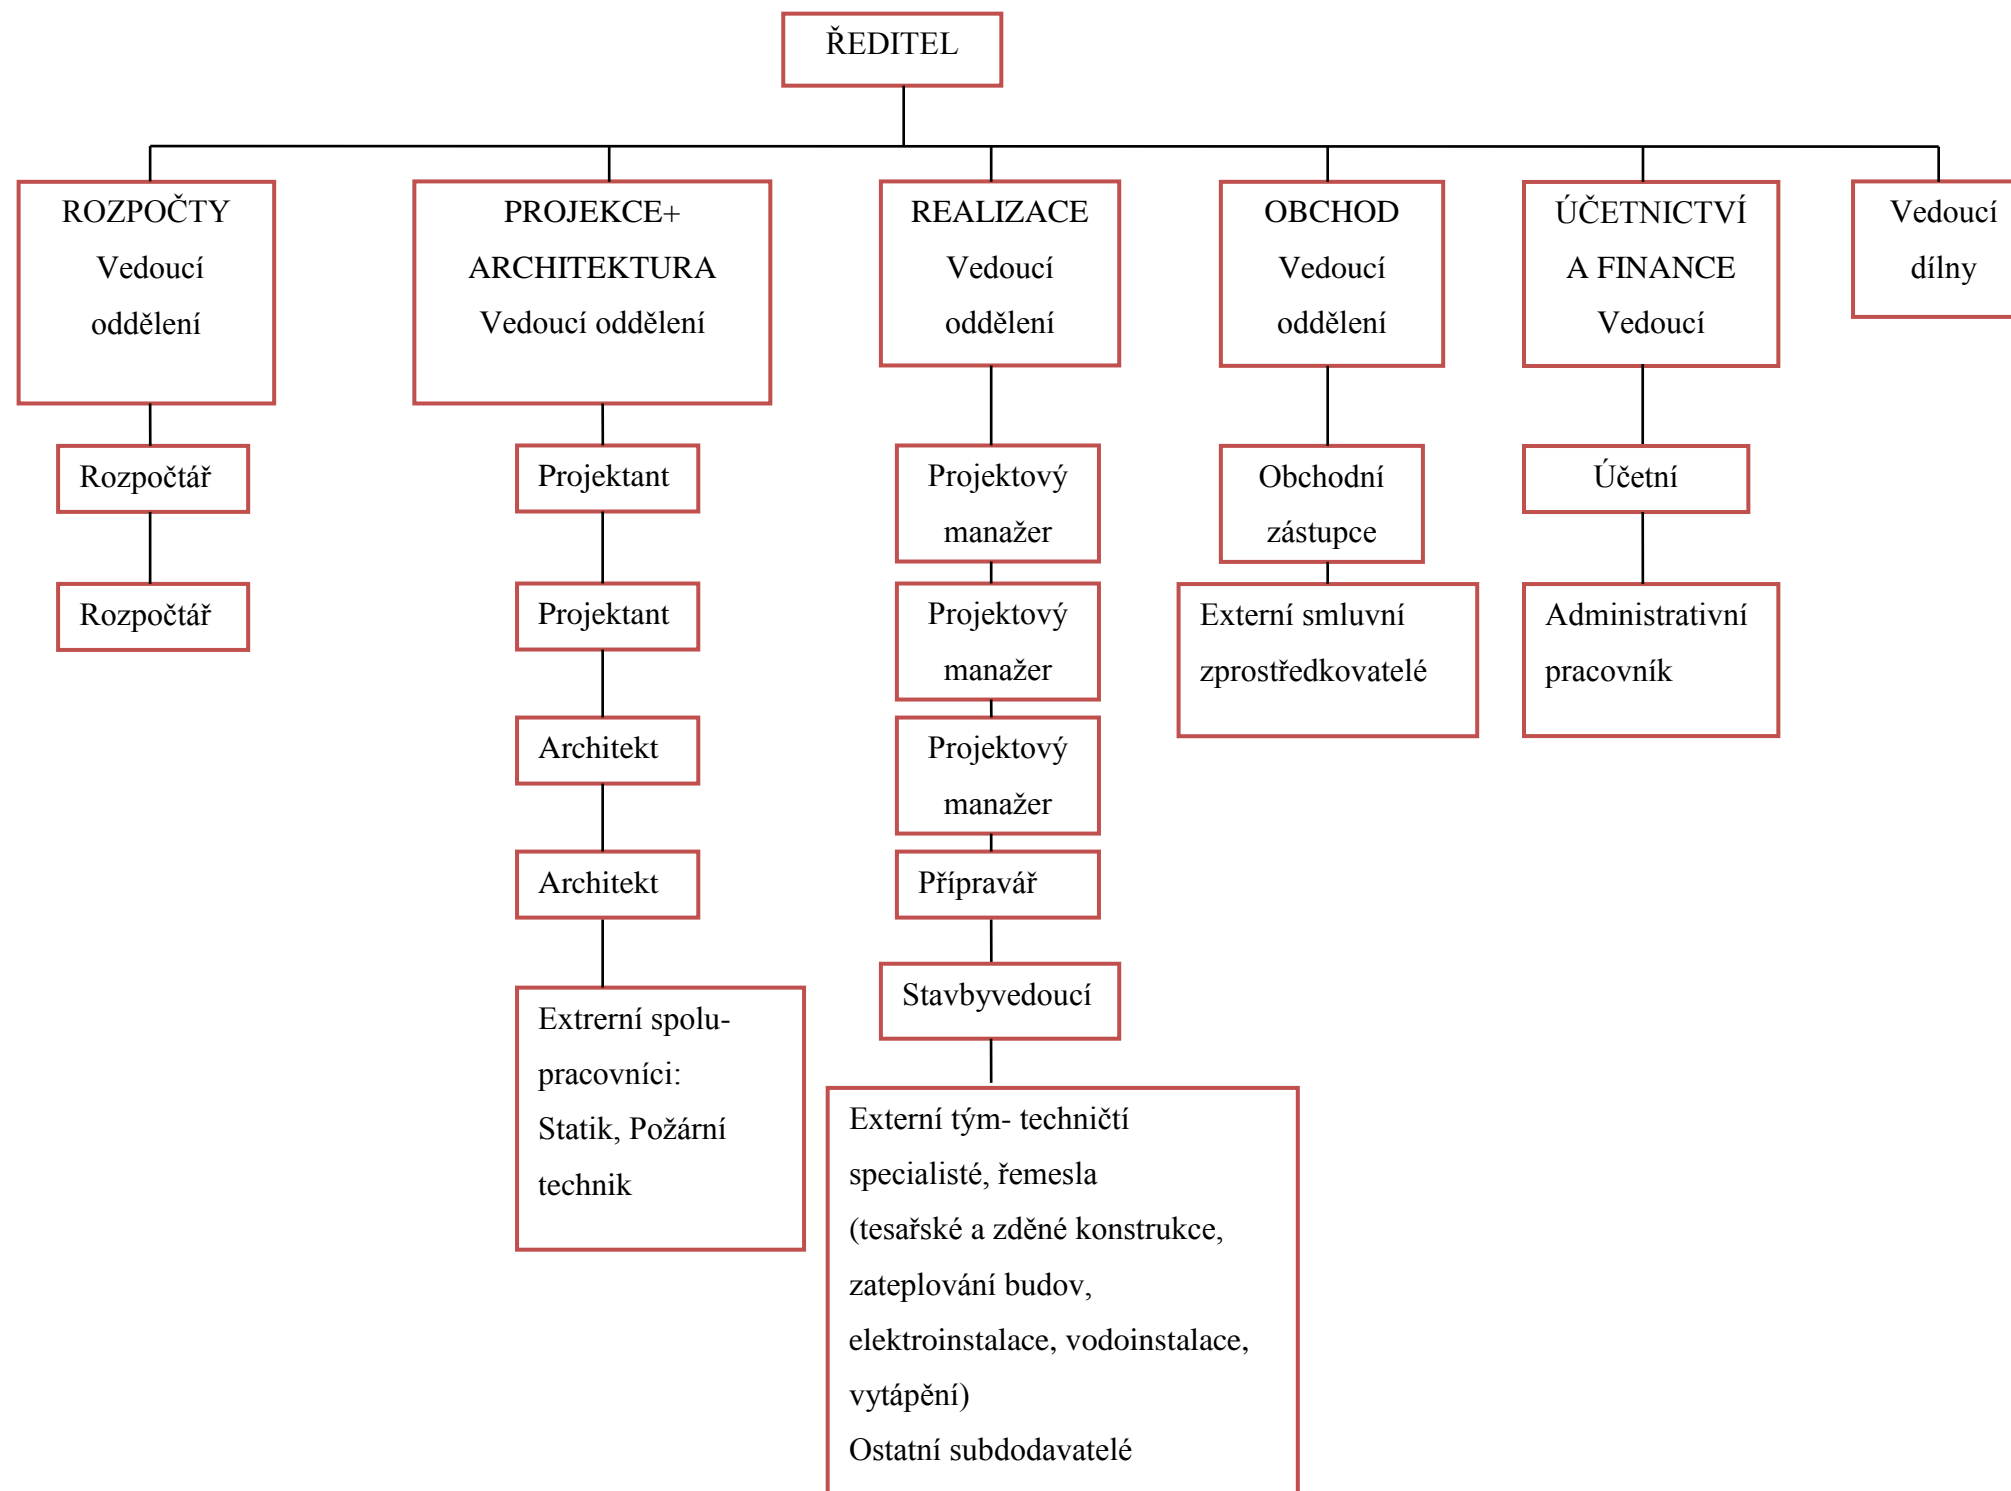 ŘEDITEL
ROZPOČTY
Vedoucí
oddělení
PROJEKCE+
ARCHITEKTURA
Vedoucí oddělení
REALIZACE
Vedoucí
oddělení
OBCHOD
Vedoucí
oddělení
ÚČETNICTVÍ
A FINANCE
Vedoucí
Vedoucí
dílny
Rozpočtář
Rozpočtář
Projektant
Projektant
Architekt
Architekt
Extrerní spolu-
pracovníci:
Statik, Požární
technik
Projektový
manažer
Projektový
manažer
Projektový
manažer
Přípravář
Stavbyvedoucí
Externí tým- techničtí
specialisté, řemesla
(tesařské a zděné konstrukce,
zateplování budov,
elektroinstalace, vodoinstalace,
vytápění)
Ostatní subdodavatelé
Obchodní
zástupce
Externí smluvní
zprostředkovatelé
Účetní
Administrativní
pracovník